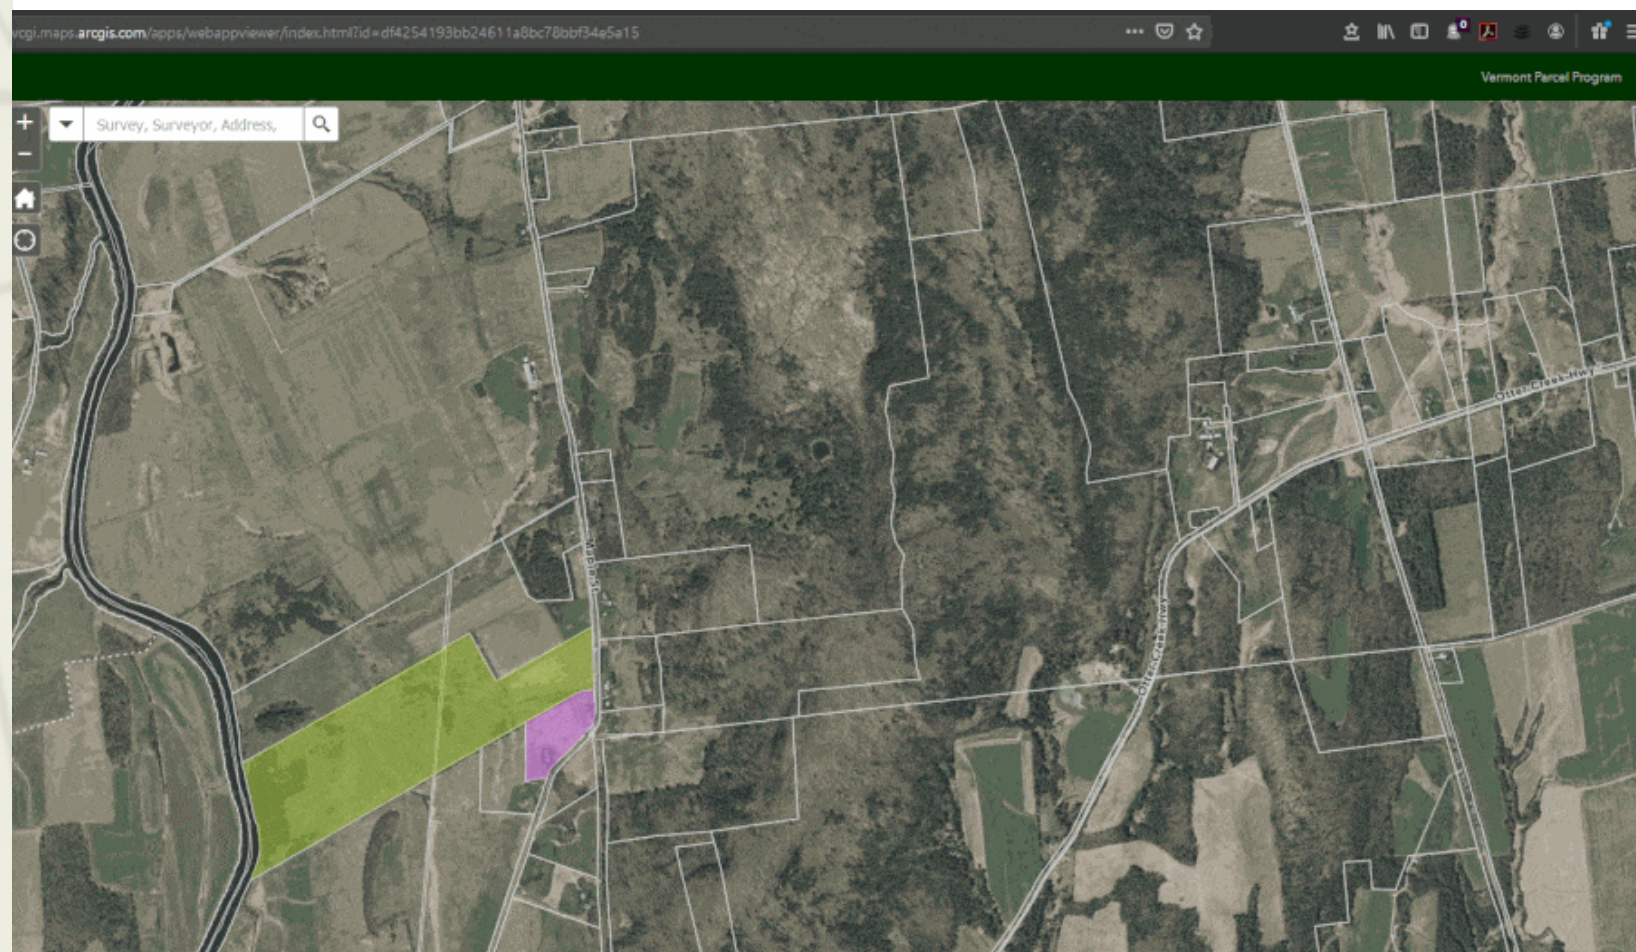 vcgi.maps.arcgis.com/apps/webappviewer/index.html?id=df4254193bb24611a8bc78bbf34e5a15
0
Vermont Parcel Program
Survey, Surveyor, Address,
Otter Creek Hwy
Otter Creek Hwy